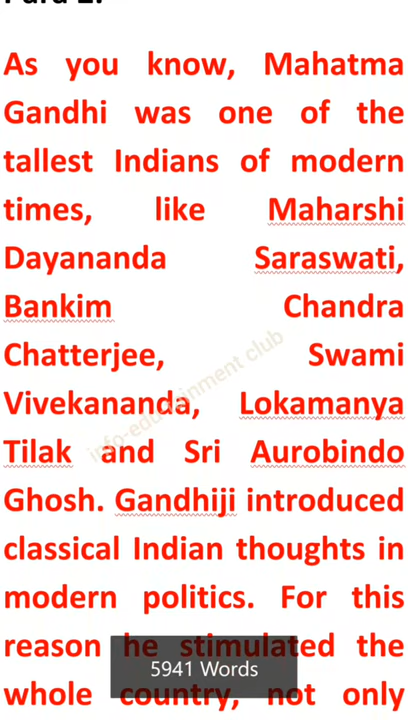 Para 2:
As you know, Mahatma
Gandhi was one of the
tallest Indians of modern
times, like Maharshi
Dayananda Saraswati,
Bankim Chandra
Chatterjee, Swami
Vivekananda, Lokamanya
Tilak and Sri Aurobindo
Ghosh. Gandhiji introduced
classical Indian thoughts in
modern politics. For this
reason he stimulated the
5941 Words
whole country, not only
info-edutainment club